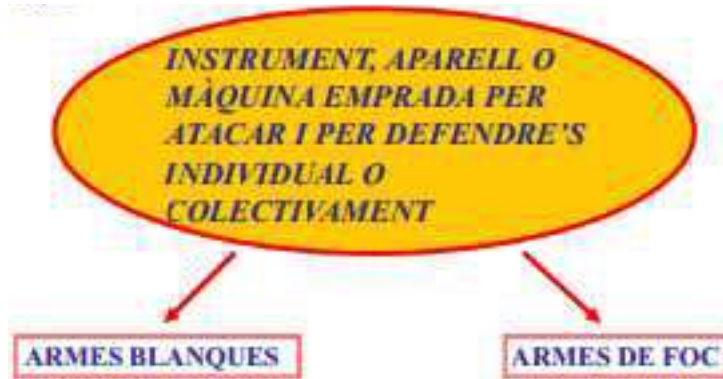 INSTRUMENT, APARELL O
MÀQUINA EMPRADA PER
ATACAR I PER DEFENDRE'S
INDIVIDUAL O
COLECTIVAMENT
ARMES BLANQUES
ARMES DE FOC